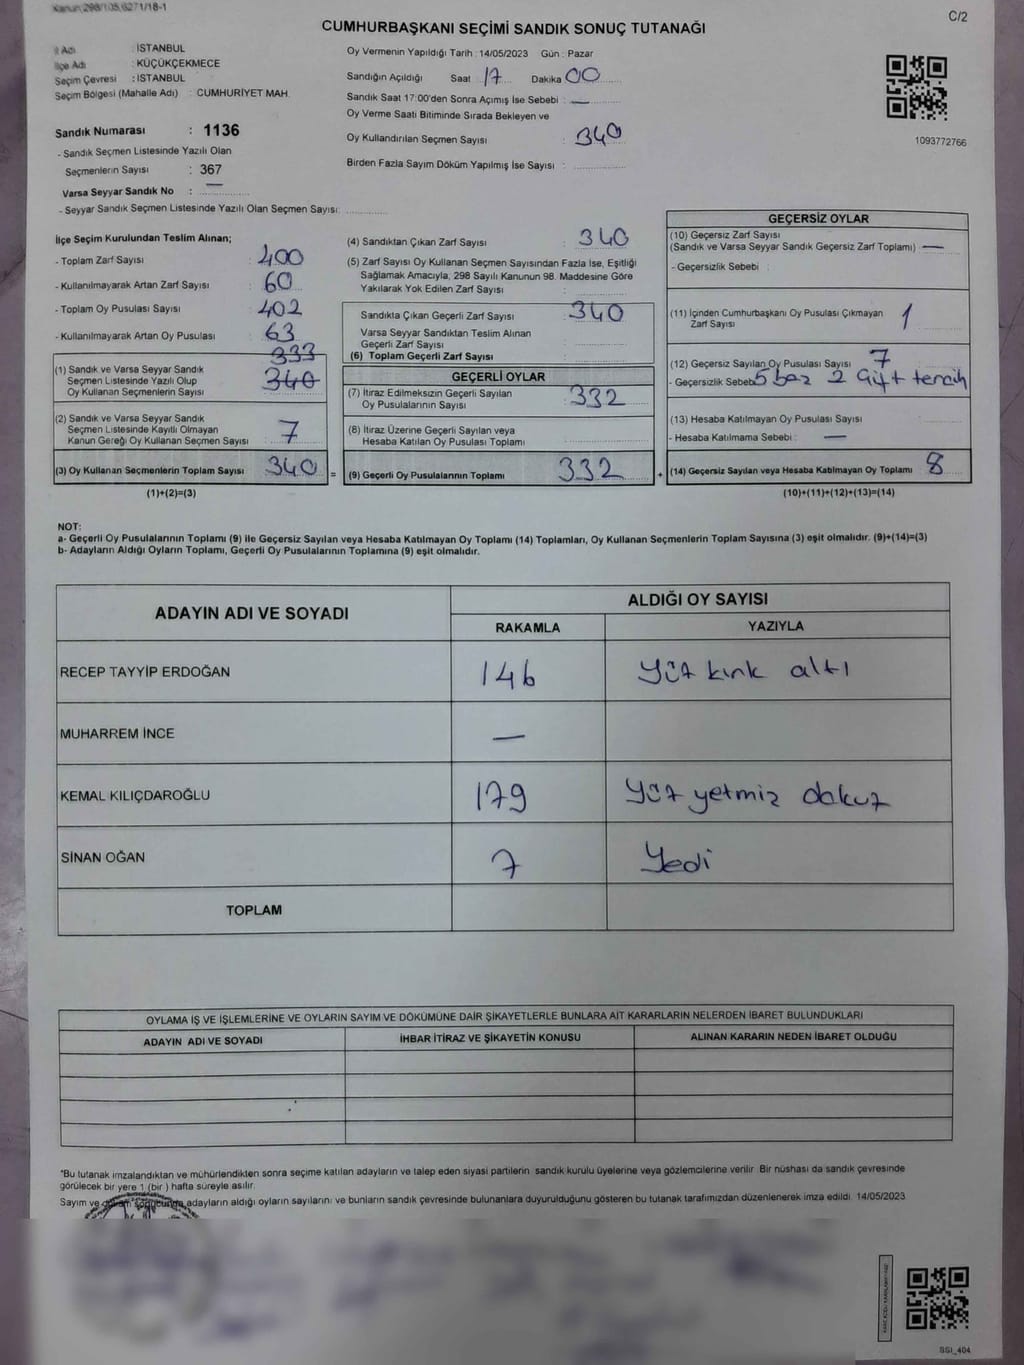 Kanun:298/105,6271/18-1
C/2
CUMHURBAŞKANI SEÇİMİ SANDIK SONUÇ TUTANAĞI
İl Adı : İSTANBUL
İlçe Adı : KÜÇÜKÇEKMECE
Seçim Çevresi : İSTANBUL
Seçim Bölgesi (Mahalle Adı) : CUMHURİYET MAH.
Sandık Numarası : 1136
- Sandık Seçmen Listesinde Yazılı Olan
Seçmenlerin Sayısı : 367
Varsa Seyyar Sandık No : —
- Seyyar Sandık Seçmen Listesinde Yazılı Olan Seçmen Sayısı:
Oy Vermenin Yapıldığı Tarih : 14/05/2023 Gün : Pazar
Sandığın Açıldığı Saat 17 Dakika 00
Sandık Saat 17:00'den Sonra Açımış İse Sebebi : —
Oy Verme Saati Bitiminde Sırada Bekleyen ve
Oy Kullandırılan Seçmen Sayısı : 340
Birden Fazla Sayım Döküm Yapılmış İse Sayısı :
1093772766
İlçe Seçim Kurulundan Teslim Alınan;
- Toplam Zarf Sayısı : 400
- Kullanılmayarak Artan Zarf Sayısı : 60
- Toplam Oy Pusulası Sayısı : 402
- Kullanılmayarak Artan Oy Pusulası : 63
333
(1) Sandık ve Varsa Seyyar Sandık
Seçmen Listesinde Yazılı Olup
Oy Kullanan Seçmenlerin Sayısı 340
(2) Sandık ve Varsa Seyyar Sandık
Seçmen Listesinde Kayıtlı Olmayan
Kanun Gereği Oy Kullanan Seçmen Sayısı 7
(3) Oy Kullanan Seçmenlerin Toplam Sayısı 340 =
(1)+(2)=(3)
(4) Sandıktan Çıkan Zarf Sayısı : 340
(5) Zarf Sayısı Oy Kullanan Seçmen Sayısından Fazla İse, Eşitliği
Sağlamak Amacıyla, 298 Sayılı Kanunun 98. Maddesine Göre
Yakılarak Yok Edilen Zarf Sayısı :
Sandıkta Çıkan Geçerli Zarf Sayısı : 340
Varsa Seyyar Sandıktan Teslim Alınan
Geçerli Zarf Sayısı :
(6) Toplam Geçerli Zarf Sayısı :
GEÇERLİ OYLAR
(7) İtiraz Edilmeksizin Geçerli Sayılan
Oy Pusulalarının Sayısı : 332
(8) İtiraz Üzerine Geçerli Sayılan veya
Hesaba Katılan Oy Pusulası Toplamı :
(9) Geçerli Oy Pusulalarının Toplamı 332 +
GEÇERSİZ OYLAR
(10) Geçersiz Zarf Sayısı
(Sandık ve Varsa Seyyar Sandık Geçersiz Zarf Toplamı) : —
- Geçersizlik Sebebi :
(11) İçinden Cumhurbaşkanı Oy Pusulası Çıkmayan
Zarf Sayısı : 1
(12) Geçersiz Sayılan Oy Pusulası Sayısı : 7
- Geçersizlik Sebebi 5 boz 2 Çift tercih
(13) Hesaba Katılmayan Oy Pusulası Sayısı :
- Hesaba Katılmama Sebebi : —
(14) Geçersiz Sayılan veya Hesaba Katılmayan Oy Toplamı 8
(10)+(11)+(12)+(13)=(14)
NOT:
a- Geçerli Oy Pusulalarının Toplamı (9) ile Geçersiz Sayılan veya Hesaba Katılmayan Oy Toplamı (14) Toplamları, Oy Kullanan Seçmenlerin Toplam Sayısına (3) eşit olmalıdır. (9)+(14)=(3)
b- Adayların Aldığı Oyların Toplamı, Geçerli Oy Pusulalarının Toplamına (9) eşit olmalıdır.
ADAYIN ADI VE SOYADI
ALDIĞI OY SAYISI
RAKAMLA YAZIYLA
RECEP TAYYİP ERDOĞAN 146 Yüz kırk altı
MUHARREM İNCE —
KEMAL KILIÇDAROĞLU 179 Yüz yetmiz dokuz
SİNAN OĞAN 7 Yedi
TOPLAM
OYLAMA İŞ VE İŞLEMLERİNE VE OYLARIN SAYIM VE DÖKÜMÜNE DAİR ŞİKAYETLERLE BUNLARA AİT KARARLARIN NELERDEN İBARET BULUNDUKLARI
ADAYIN ADI VE SOYADI İHBAR İTİRAZ VE ŞİKAYETİN KONUSU ALINAN KARARIN NEDEN İBARET OLDUĞU
*Bu tutanak imzalandıktan ve mühürlendikten sonra seçime katılan adayların ve talep eden siyasi partilerin sandık kurulu üyelerine veya gözlemcilerine verilir. Bir nüshası da sandık çevresinde
görülecek bir yere 1 (bir) hafta süreyle asılır.
Sayım ve döküm sonucunda adayların aldığı oyların sayılarını ve bunların sandık çevresinde bulunanlara duyurulduğunu gösteren bu tutanak tarafımızdan düzenlenerek imza edildi. 14/05/2023
SSI_404